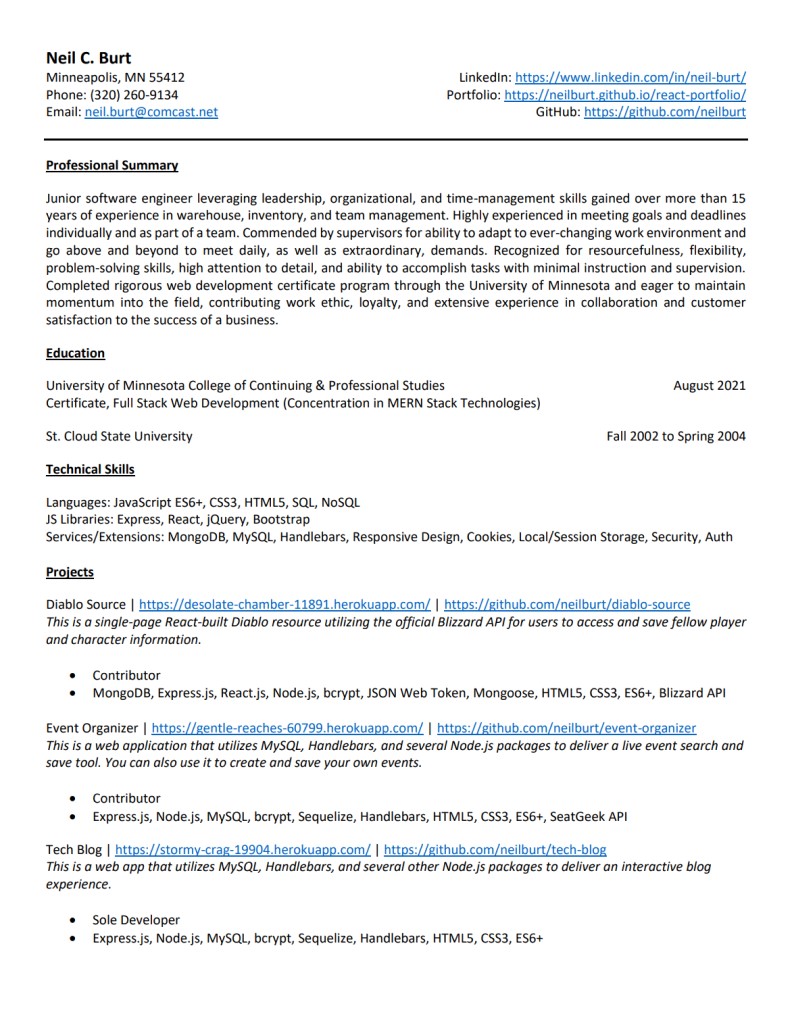 Neil C. Burt
Minneapolis, MN 55412
LinkedIn: https://www.linkedin.com/in/neil-burt/
Phone: (320) 260-9134
Portfolio: https://neilburt.github.io/react-portfolio/
Email: neil.burt@comcast.net
GitHub: https://github.com/neilburt
Professional Summary
Junior software engineer leveraging leadership, organizational, and time-management skills gained over more than 15
years of experience in warehouse, inventory, and team management. Highly experienced in meeting goals and deadlines
individually and as part of a team. Commended by supervisors for ability to adapt to ever-changing work environment and
go above and beyond to meet daily, as well as extraordinary, demands. Recognized for resourcefulness, flexibility,
problem-solving skills, high attention to detail, and ability to accomplish tasks with minimal instruction and supervision.
Completed rigorous web development certificate program through the University of Minnesota and eager to maintain
momentum into the field, contributing work ethic, loyalty, and extensive experience in collaboration and customer
satisfaction to the success of a business.
Education
University of Minnesota College of Continuing & Professional Studies August 2021
Certificate, Full Stack Web Development (Concentration in MERN Stack Technologies)
St. Cloud State University Fall 2002 to Spring 2004
Technical Skills
Languages: JavaScript ES6+, CSS3, HTML5, SQL, NoSQL
JS Libraries: Express, React, jQuery, Bootstrap
Services/Extensions: MongoDB, MySQL, Handlebars, Responsive Design, Cookies, Local/Session Storage, Security, Auth
Projects
Diablo Source | https://desolate-chamber-11891.herokuapp.com/ | https://github.com/neilburt/diablo-source
This is a single-page React-built Diablo resource utilizing the official Blizzard API for users to access and save fellow player
and character information.
• Contributor
• MongoDB, Express.js, React.js, Node.js, bcrypt, JSON Web Token, Mongoose, HTML5, CSS3, ES6+, Blizzard API
Event Organizer | https://gentle-reaches-60799.herokuapp.com/ | https://github.com/neilburt/event-organizer
This is a web application that utilizes MySQL, Handlebars, and several Node.js packages to deliver a live event search and
save tool. You can also use it to create and save your own events.
• Contributor
• Express.js, Node.js, MySQL, bcrypt, Sequelize, Handlebars, HTML5, CSS3, ES6+, SeatGeek API
Tech Blog | https://stormy-crag-19904.herokuapp.com/ | https://github.com/neilburt/tech-blog
This is a web app that utilizes MySQL, Handlebars, and several other Node.js packages to deliver an interactive blog
experience.
• Sole Developer
• Express.js, Node.js, MySQL, bcrypt, Sequelize, Handlebars, HTML5, CSS3, ES6+